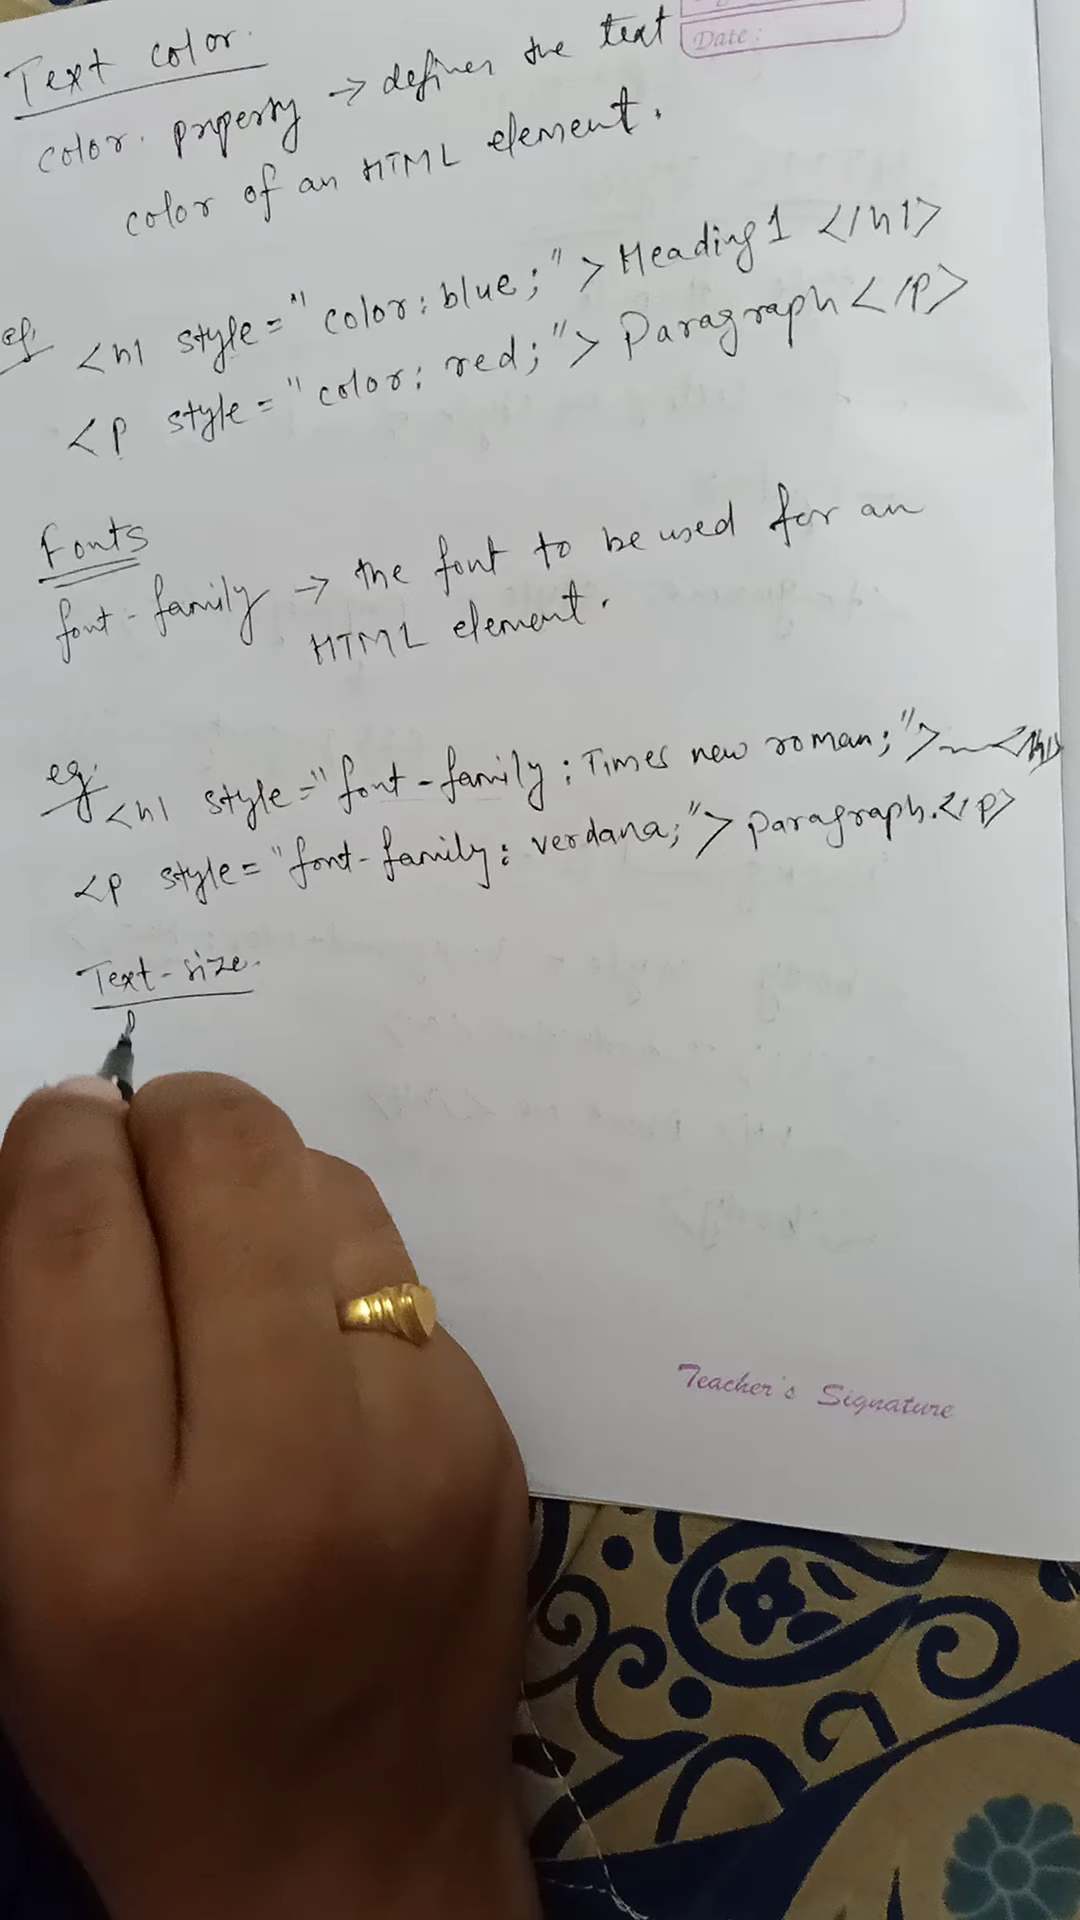 Date :
Text color.
color. property → defines the text
color of an HTML element.
eg. <h1 style="color: blue;">Heading 1 </h1>
<p style="color: red;">Paragraph</p>
Fonts
font-family → the font to be used for an
HTML element.
eg.
<h1 style="font-family: Times new roman;">~</h1>
<p style="font-family: verdana;">paragraph.</p>
Text-size.
Teacher's Signature